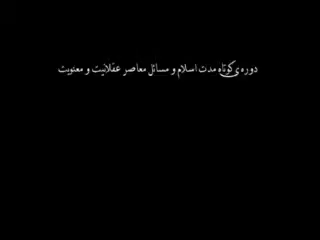 دوره‌ی کوتاه مدت اسلام و مسائل معاصر عقلانیت و معنویت